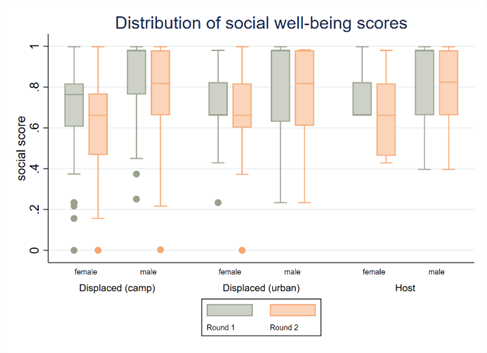 Distribution of social well-being scores
social score
1
.8
.6
.4
.2
0
female male female male female male
Displaced (camp) Displaced (urban) Host
Round 1 Round 2